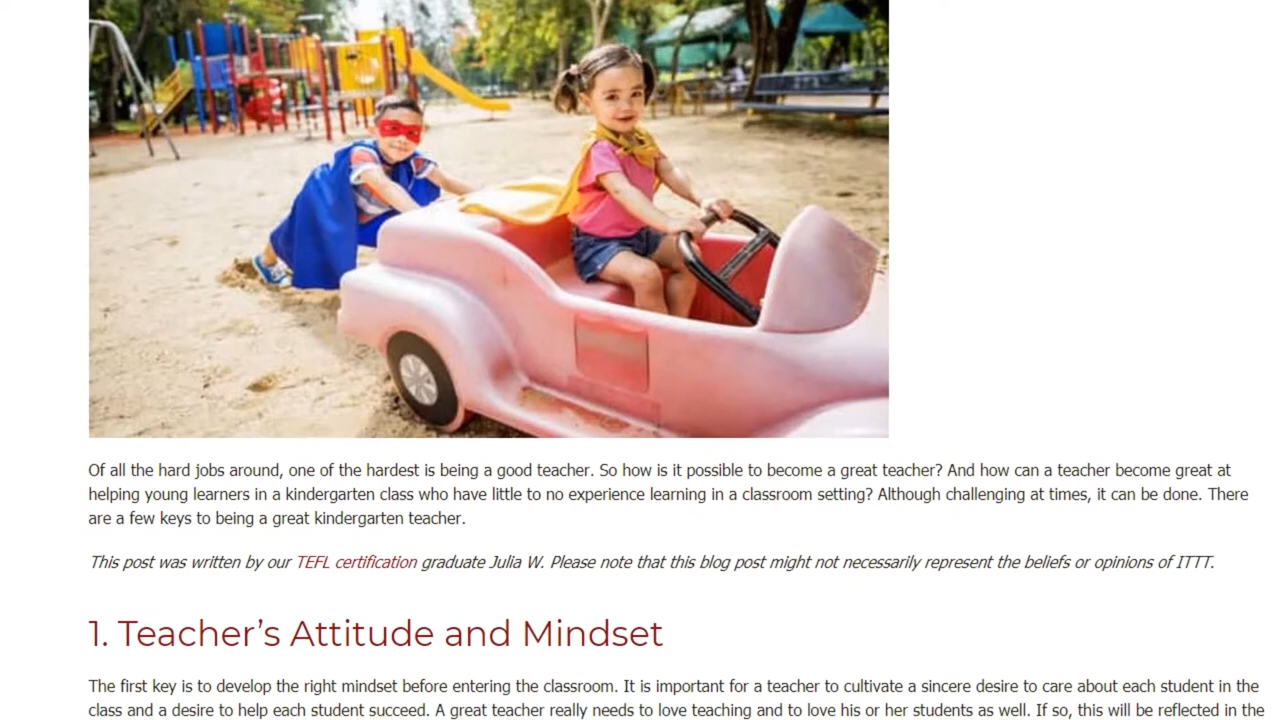 Of all the hard jobs around, one of the hardest is being a good teacher. So how is it possible to become a great teacher? And how can a teacher become great at
helping young learners in a kindergarten class who have little to no experience learning in a classroom setting? Although challenging at times, it can be done. There
are a few keys to being a great kindergarten teacher.
This post was written by our TEFL certification graduate Julia W. Please note that this blog post might not necessarily represent the beliefs or opinions of ITTT.
1. Teacher’s Attitude and Mindset
The first key is to develop the right mindset before entering the classroom. It is important for a teacher to cultivate a sincere desire to care about each student in the
class and a desire to help each student succeed. A great teacher really needs to love teaching and to love his or her students as well. If so, this will be reflected in the